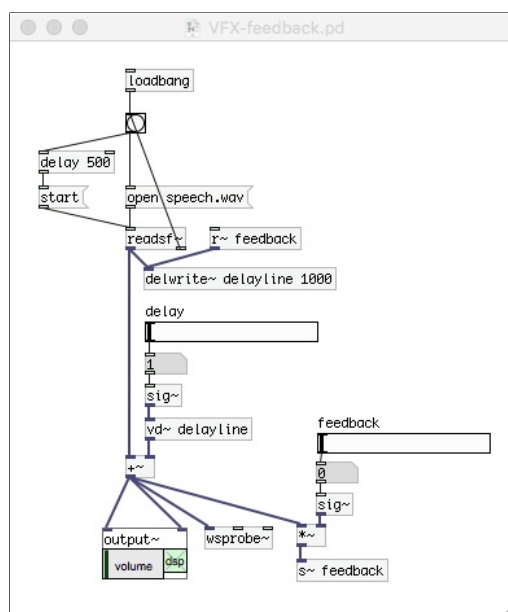 VFX-feedback.pd
loadbang
delay 500
start
open speech.wav
readsf~
r~ feedback
delwrite~ delayline 1000
delay
1
sig~
vd~ delayline
feedback
0
sig~
+~
output~
volume
dsp
wsprobe~
*~
s~ feedback